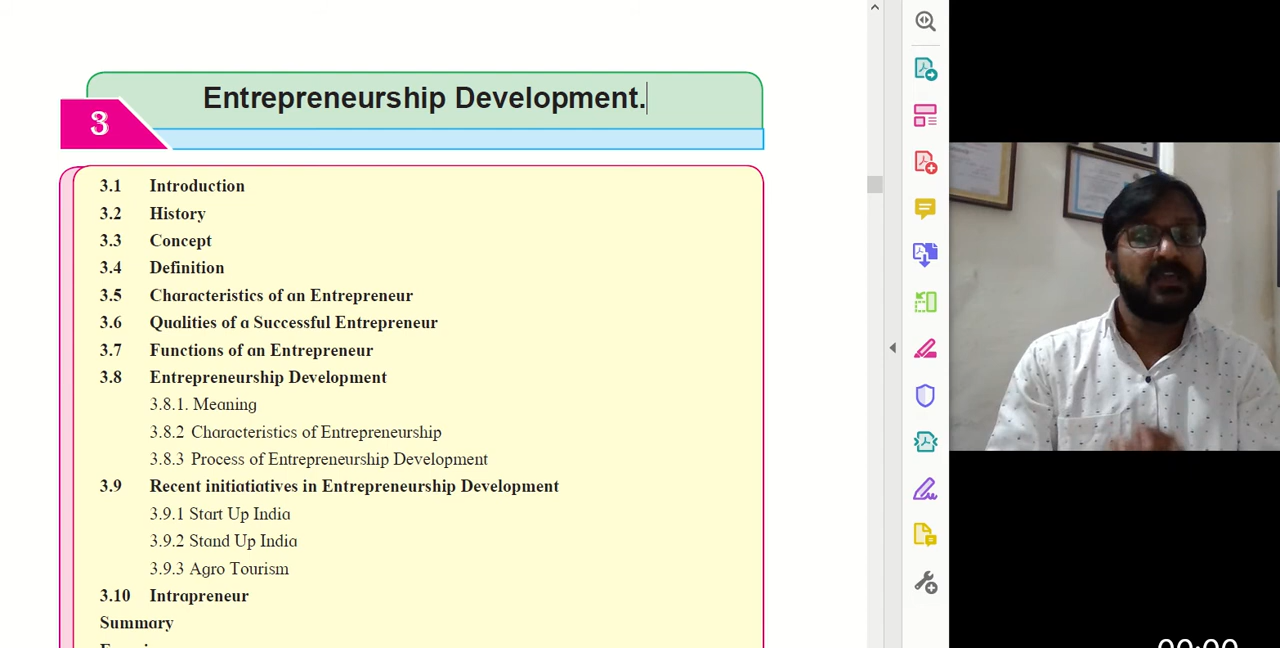 Entrepreneurship Development.
3
3.1 Introduction
3.2 History
3.3 Concept
3.4 Definition
3.5 Characteristics of an Entrepreneur
3.6 Qualities of a Successful Entrepreneur
3.7 Functions of an Entrepreneur
3.8 Entrepreneurship Development
3.8.1. Meaning
3.8.2 Characteristics of Entrepreneurship
3.8.3 Process of Entrepreneurship Development
3.9 Recent initiatiatives in Entrepreneurship Development
3.9.1 Start Up India
3.9.2 Stand Up India
3.9.3 Agro Tourism
3.10 Intrapreneur
Summary